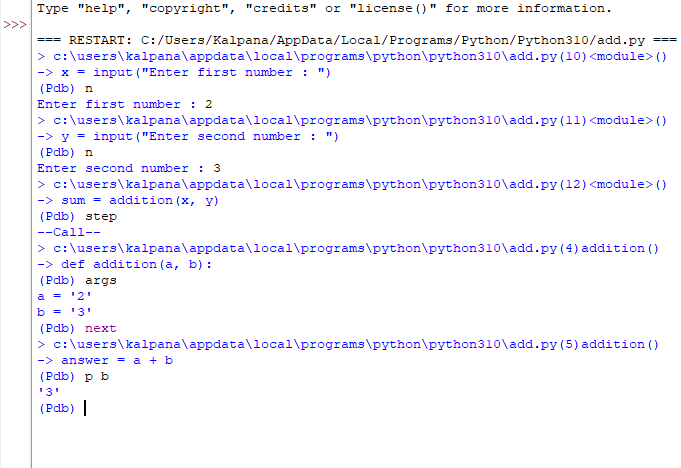 Type "help", "copyright", "credits" or "license()" for more information.
>>>
=== RESTART: C:/Users/Kalpana/AppData/Local/Programs/Python/Python310/add.py ===
> c:\users\kalpana\appdata\local\programs\python\python310\add.py(10)<module>()
-> x = input("Enter first number : ")
(Pdb) n
Enter first number : 2
> c:\users\kalpana\appdata\local\programs\python\python310\add.py(11)<module>()
-> y = input("Enter second number : ")
(Pdb) n
Enter second number : 3
> c:\users\kalpana\appdata\local\programs\python\python310\add.py(12)<module>()
-> sum = addition(x, y)
(Pdb) step
--Call--
> c:\users\kalpana\appdata\local\programs\python\python310\add.py(4)addition()
-> def addition(a, b):
(Pdb) args
a = '2'
b = '3'
(Pdb) next
> c:\users\kalpana\appdata\local\programs\python\python310\add.py(5)addition()
-> answer = a + b
(Pdb) p b
'3'
(Pdb)